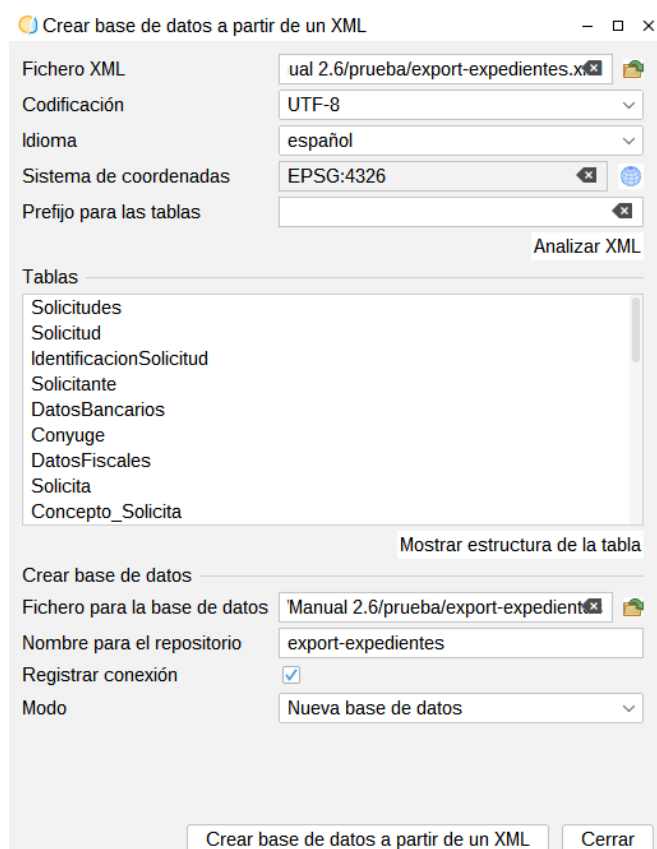 Crear base de datos a partir de un XML
Fichero XML ual 2.6/prueba/export-expedientes.x
Codificación UTF-8
Idioma español
Sistema de coordenadas EPSG:4326
Prefijo para las tablas
Analizar XML
Tablas
Solicitudes
Solicitud
IdentificacionSolicitud
Solicitante
DatosBancarios
Conyuge
DatosFiscales
Solicita
Concepto_Solicita
Mostrar estructura de la tabla
Crear base de datos
Fichero para la base de datos 'Manual 2.6/prueba/export-expedient
Nombre para el repositorio export-expedientes
Registrar conexión
Modo Nueva base de datos
Crear base de datos a partir de un XML Cerrar